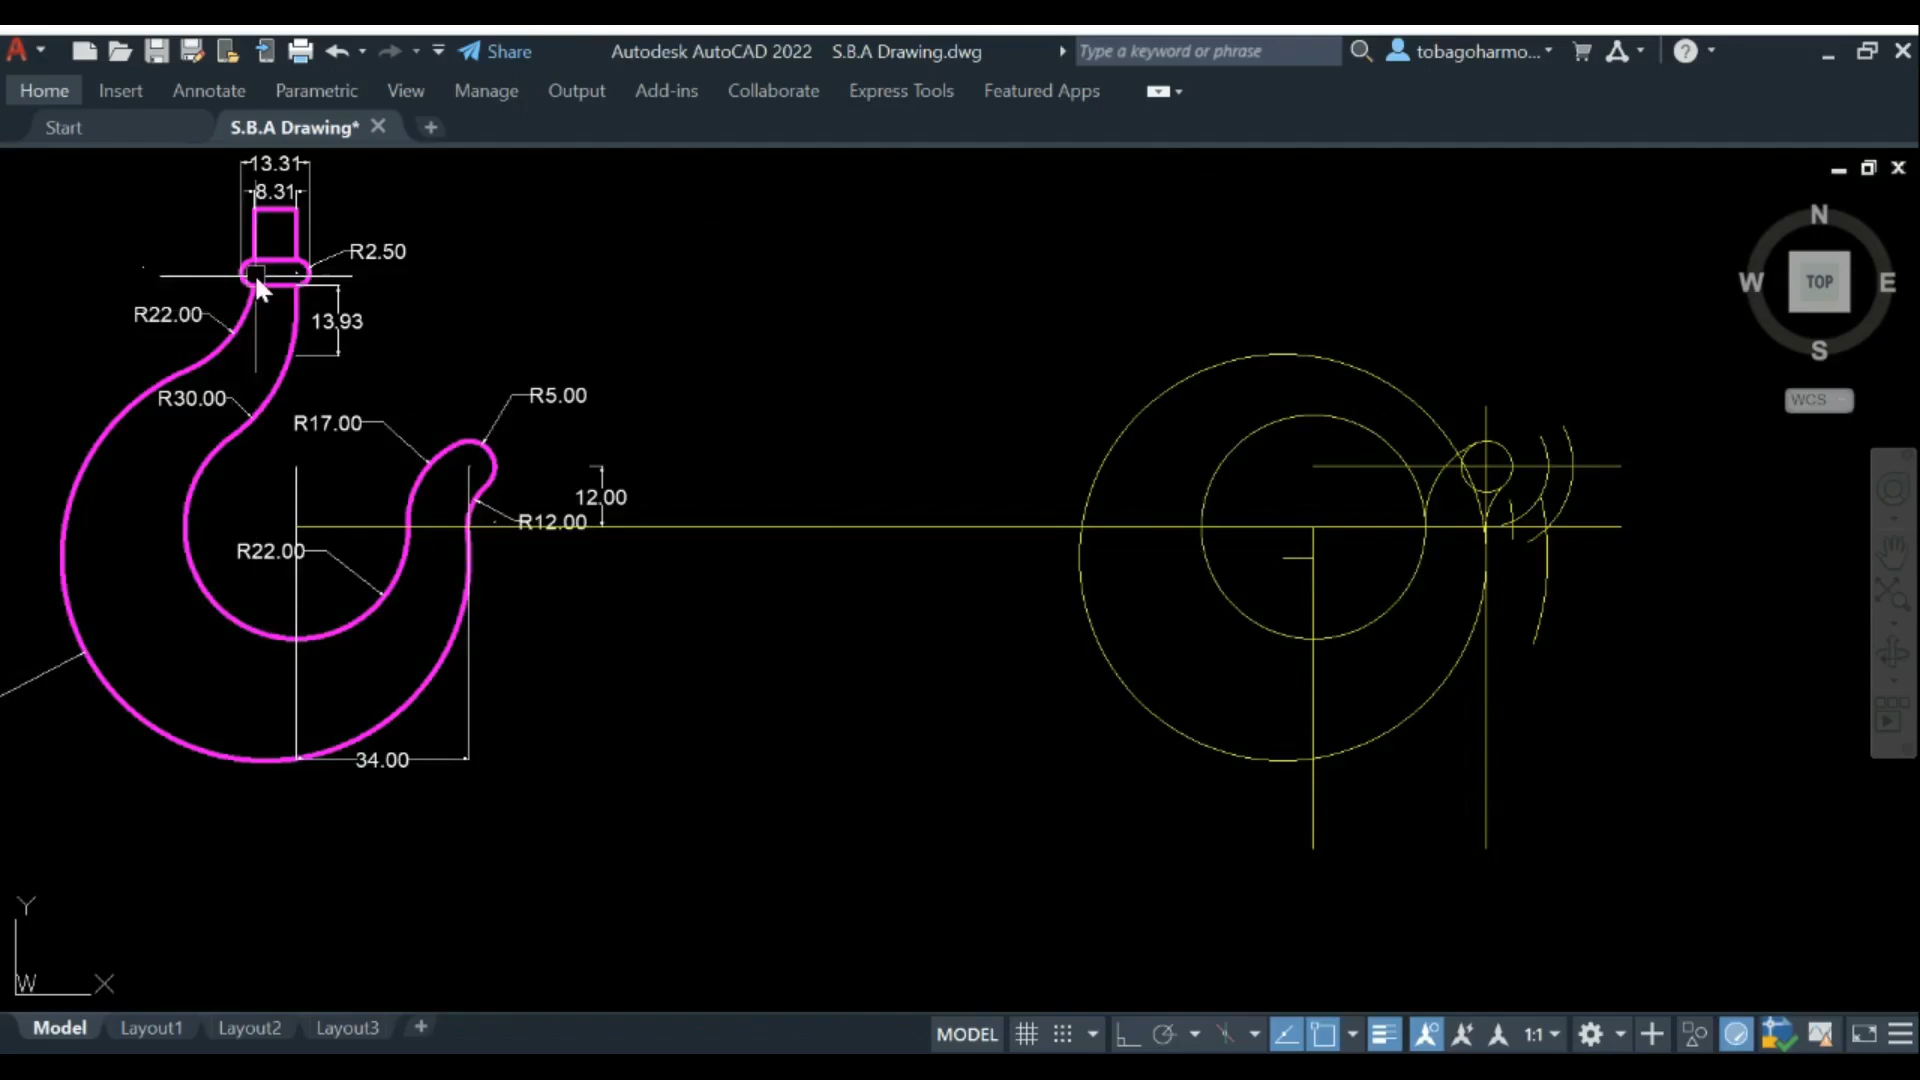 A Share Autodesk AutoCAD 2022 S.B.A Drawing.dwg Type a keyword or phrase tobagoharmo... ?
Home Insert Annotate Parametric View Manage Output Add-ins Collaborate Express Tools Featured Apps
Start S.B.A Drawing*
13.31
8.31
N
R2.50
W TOP E
R22.00
13.93
S
R30.00
R5.00
WCS
R17.00
12.00
R12.00
R22.00
34.00
Y
W X
Model Layout1 Layout2 Layout3 +
MODEL 1:1